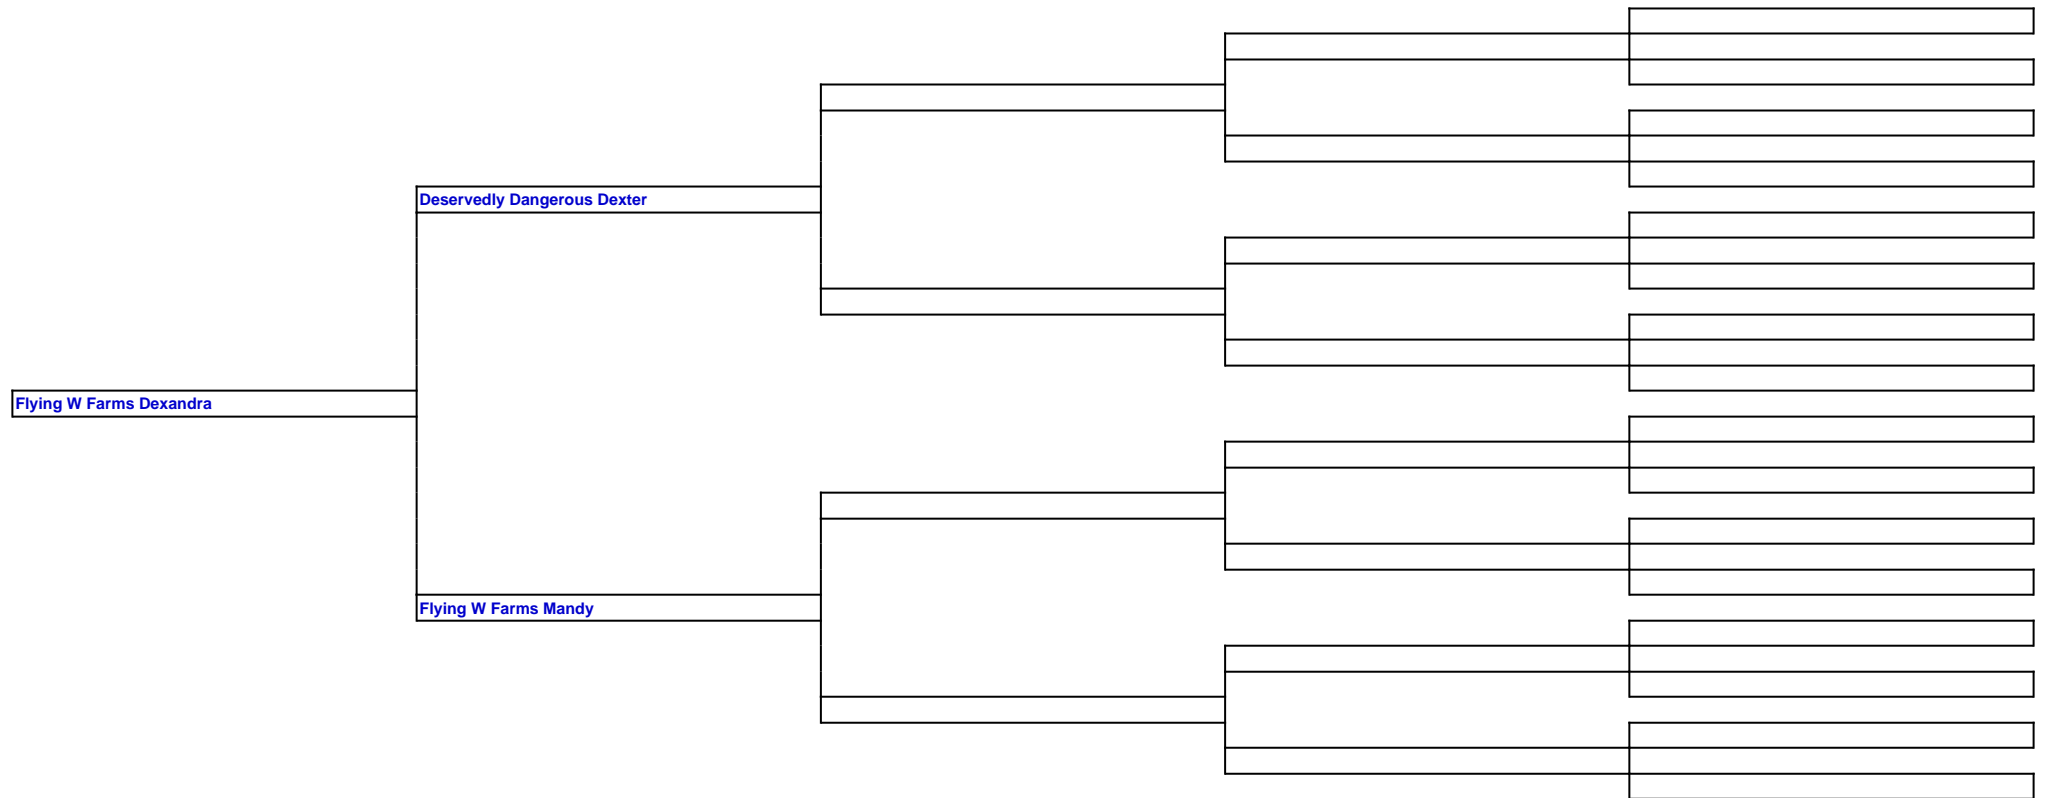 Deservedly Dangerous Dexter
Flying W Farms Dexandra
Flying W Farms Mandy